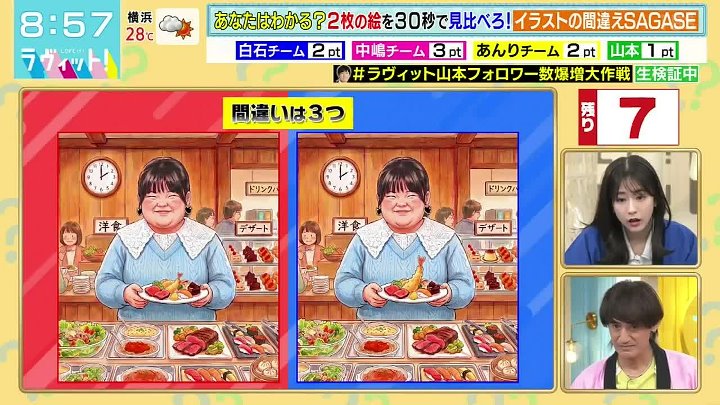 8:57
横浜
28℃
LOVE it!
ラヴィット!
あなたはわかる?2枚の絵を30秒で見比べろ!イラストの間違えSAGASE
白石チーム 2pt 中嶋チーム 3pt あんりチーム 2pt 山本 1pt
#ラヴィット山本フォロワー数爆増大作戦 生検証中
間違いは3つ
残り 7
洋食
ドリンクバ
デザート
洋食
ドリンクバ
デザート